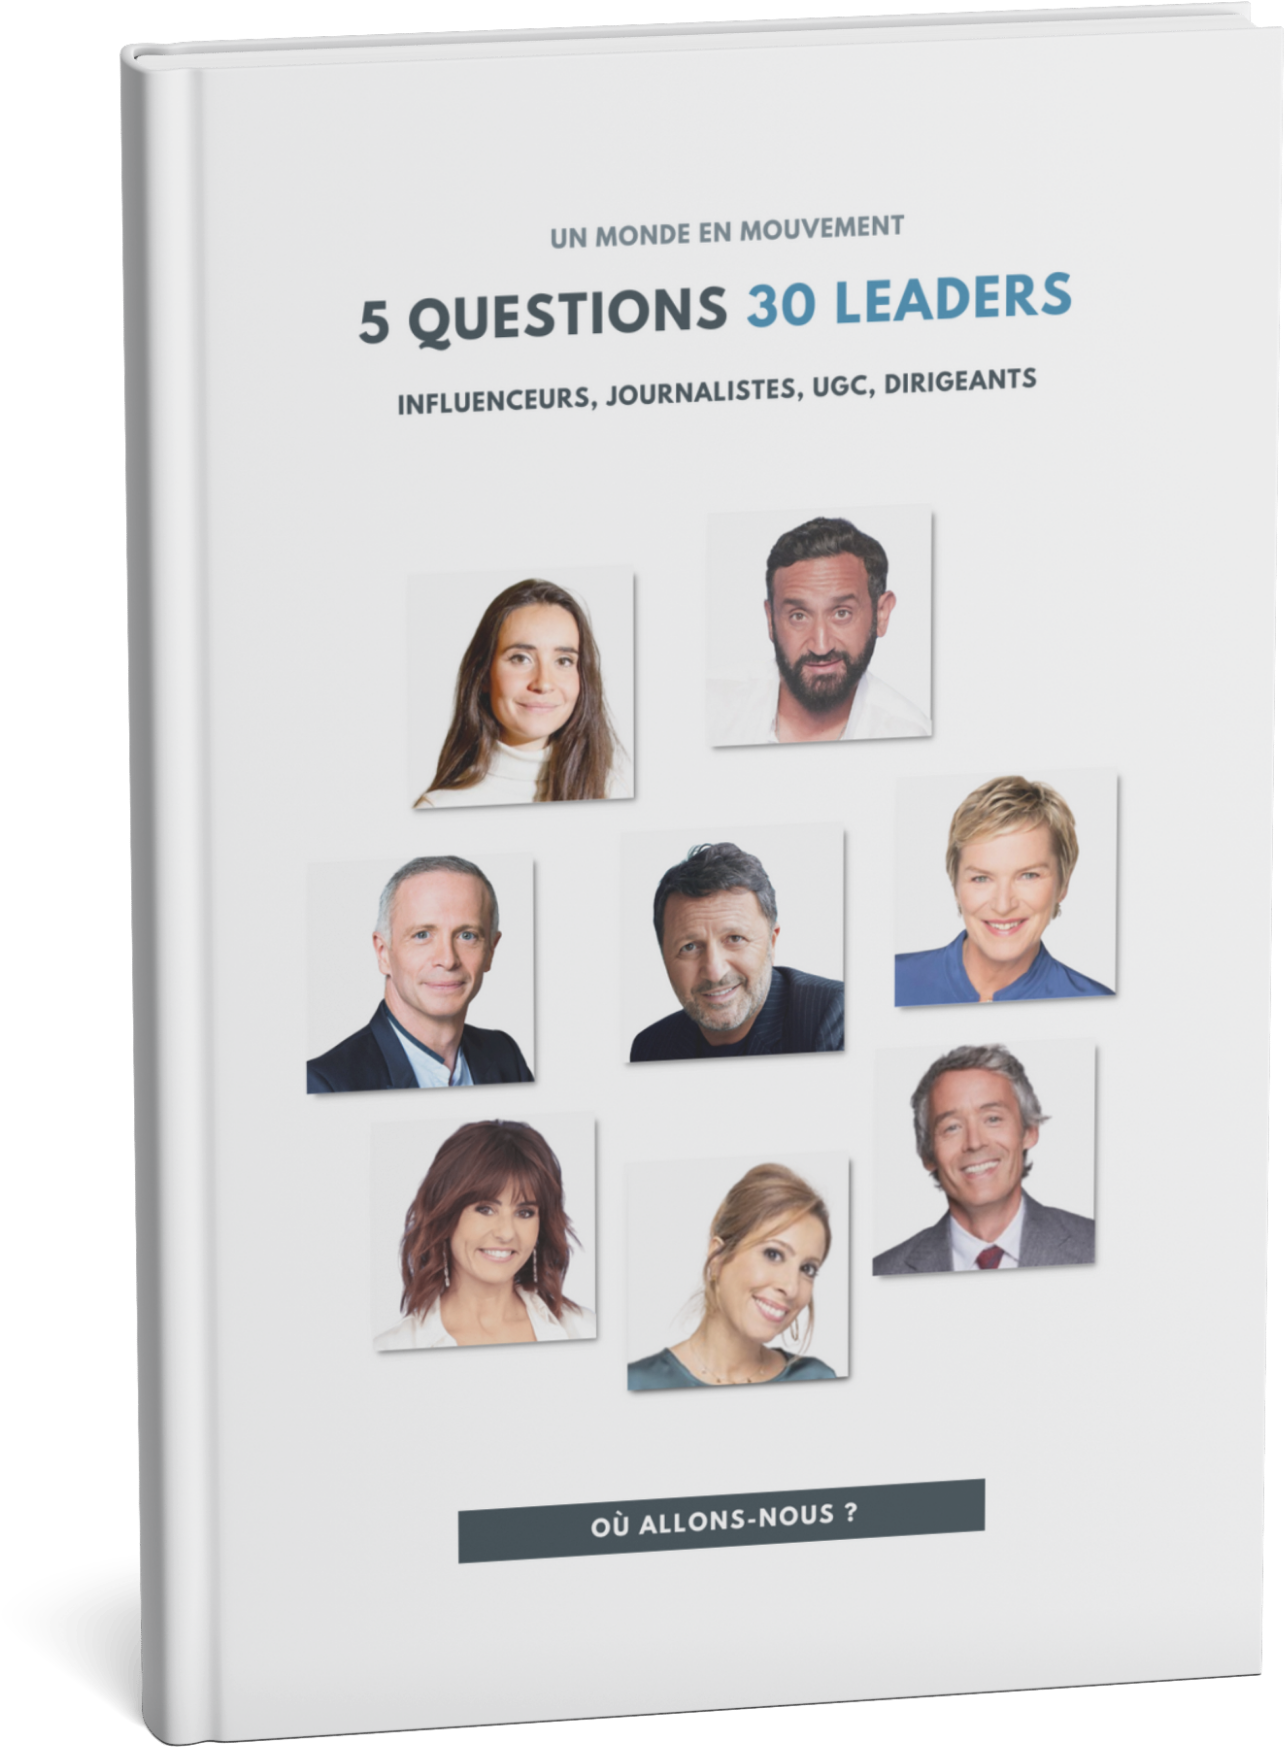 UN MONDE EN MOUVEMENT
5 QUESTIONS 30 LEADERS
INFLUENCEURS, JOURNALISTES, UGC, DIRIGEANTS
OÙ ALLONS-NOUS ?